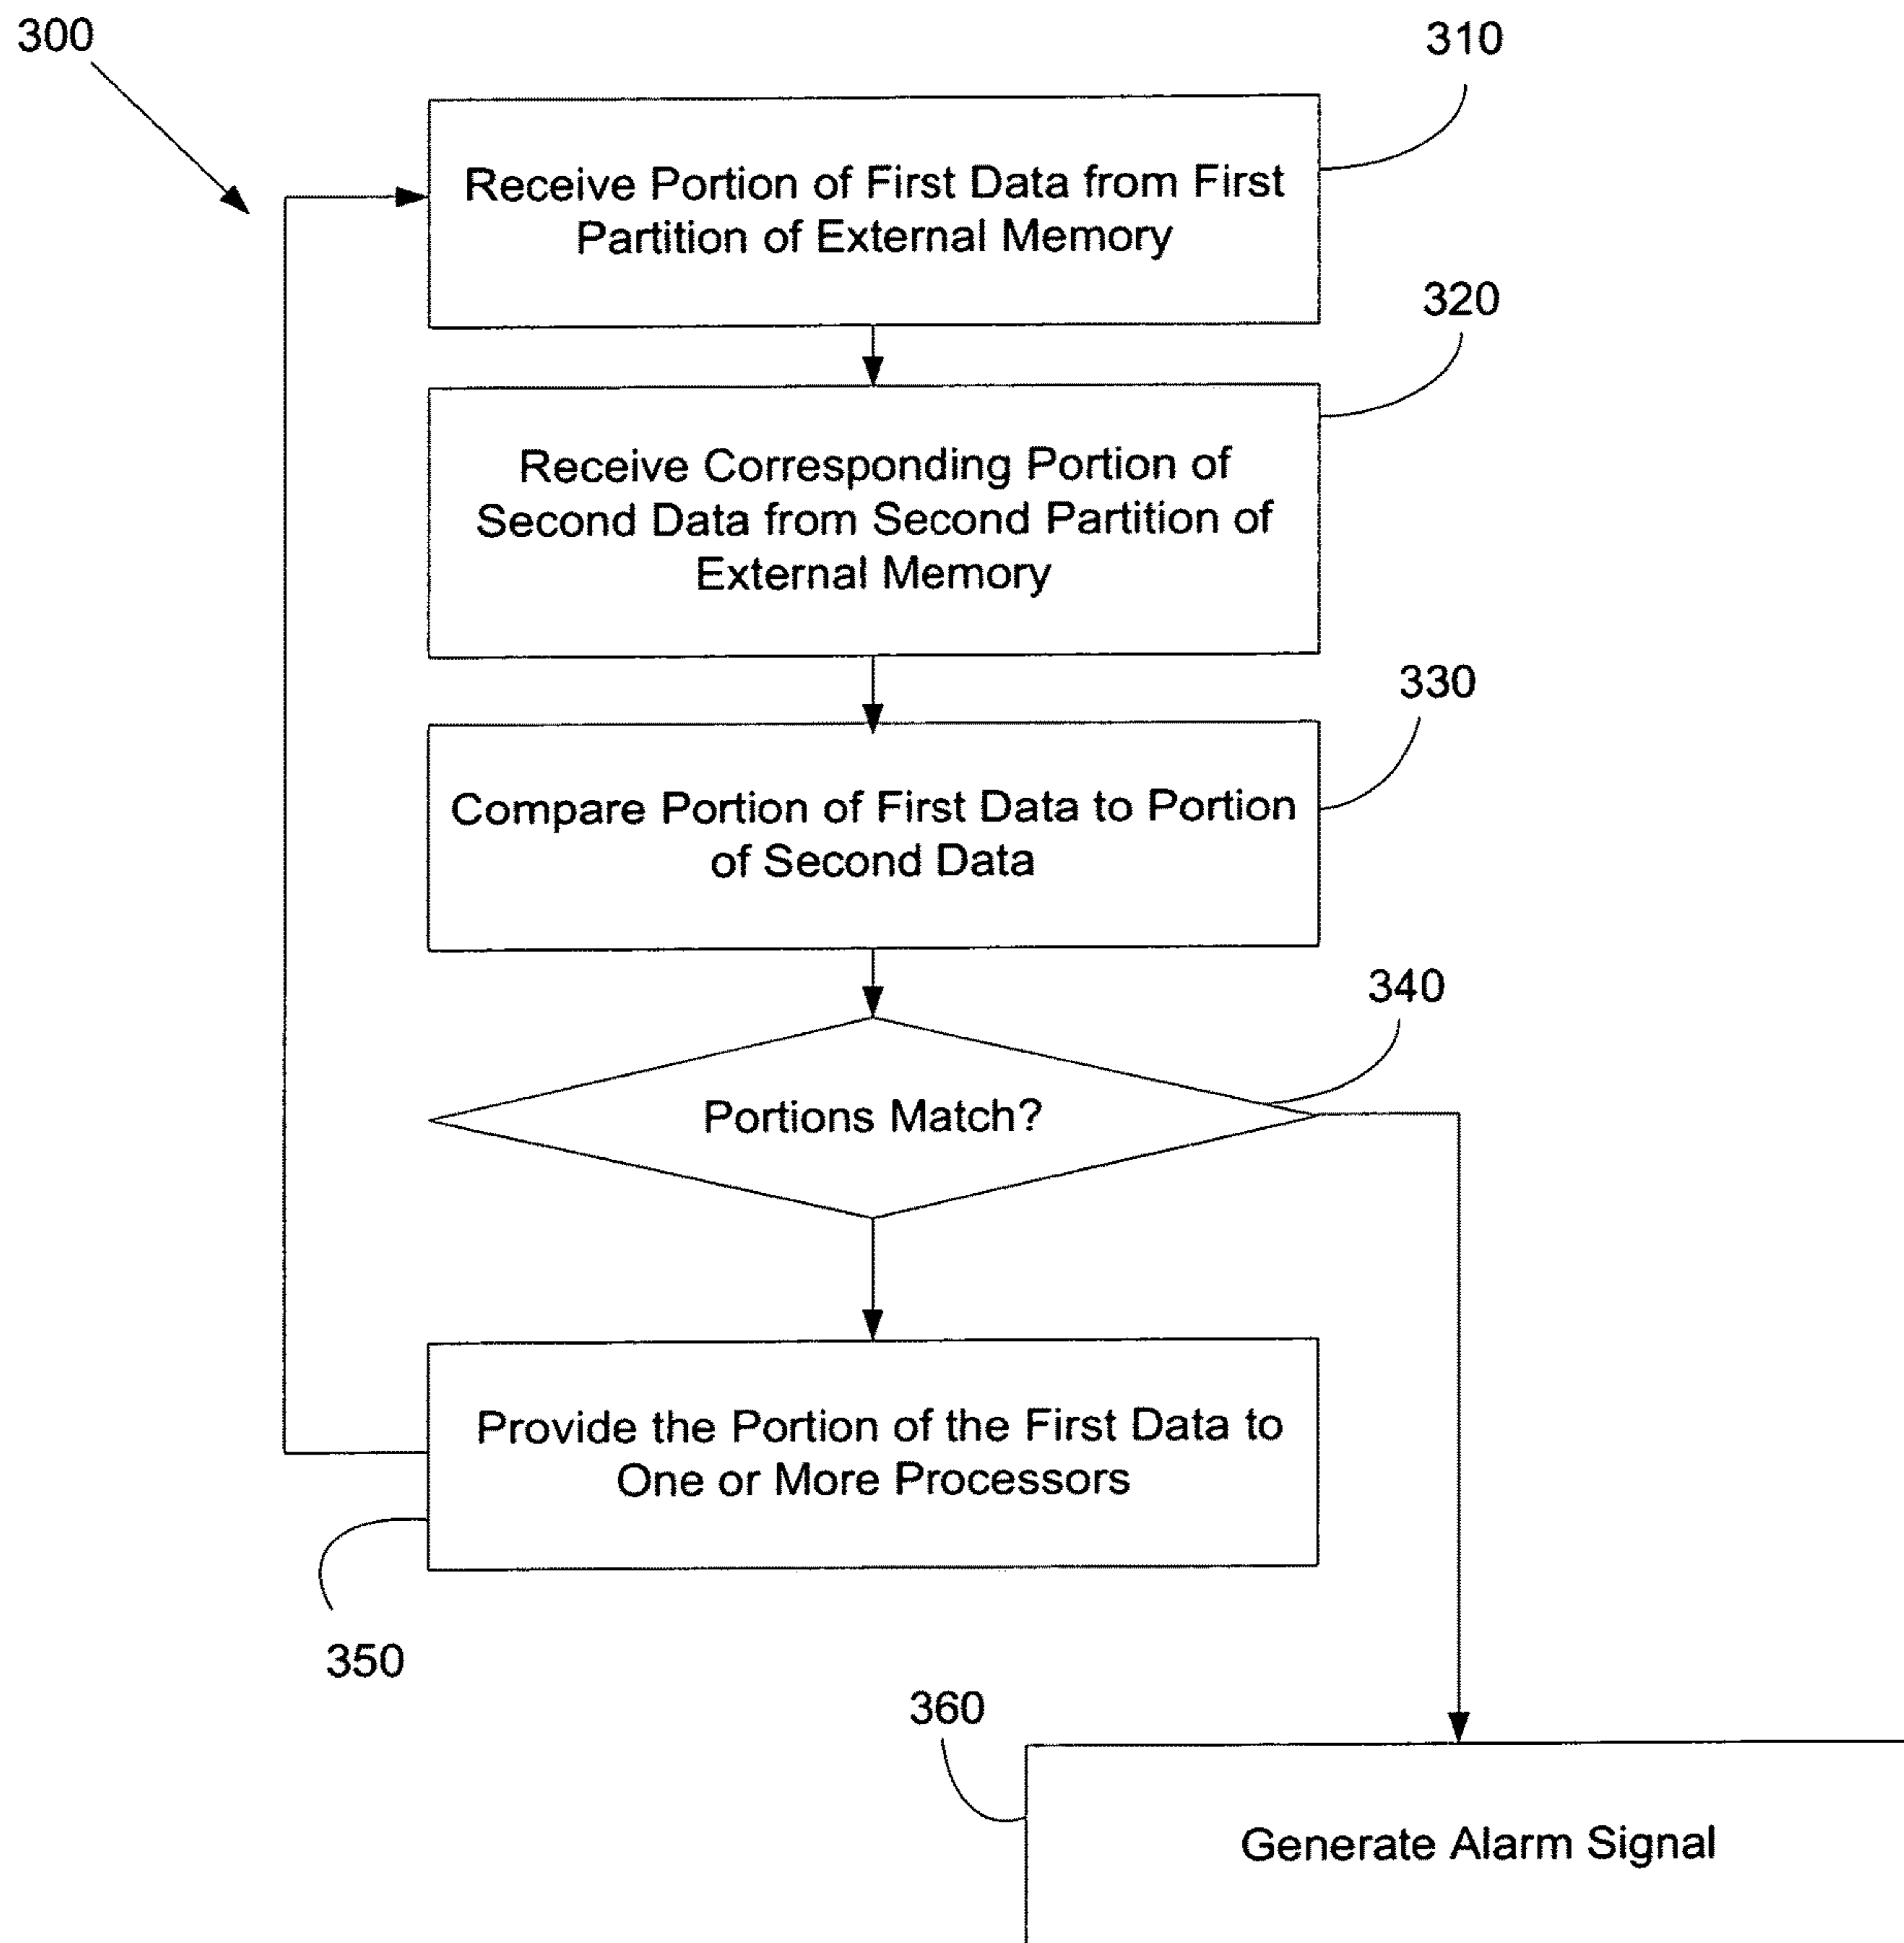 300
310
Receive Portion of First Data from First
Partition of External Memory
320
Receive Corresponding Portion of
Second Data from Second Partition of
External Memory
330
Compare Portion of First Data to Portion
of Second Data
340
Portions Match?
Provide the Portion of the First Data to
One or More Processors
350
360
Generate Alarm Signal